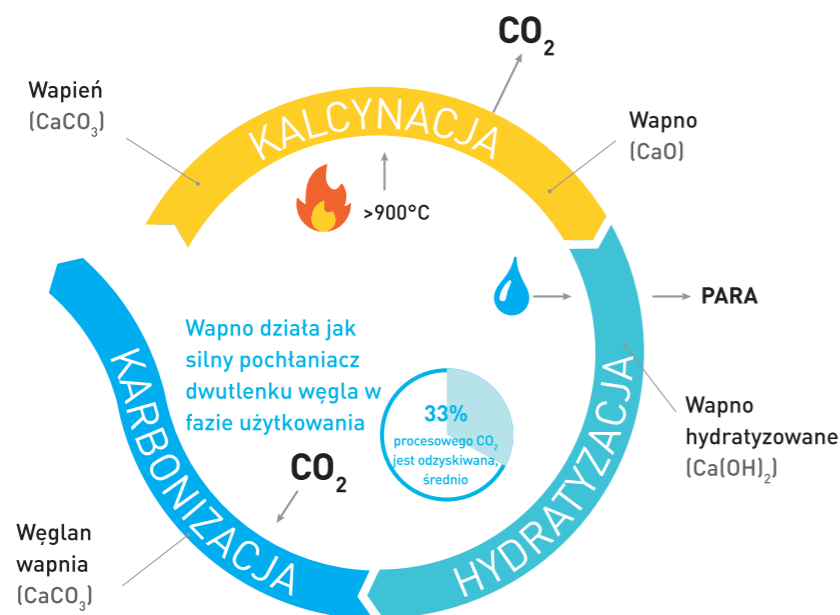 CO₂
Wapień
(CaCO₃)
KALCYNACJA
Wapno
(CaO)
>900°C
PARA
Wapno działa jak
silny pochłaniacz
dwutlenku węgla w
fazie użytkowania
33%
procesowego CO₂
jest odzyskiwana,
średnio
Wapno
hydratyzowane
(Ca(OH)₂)
HYDRATYZACJA
CO₂
KARBONIZACJA
Węglan
wapnia
(CaCO₃)